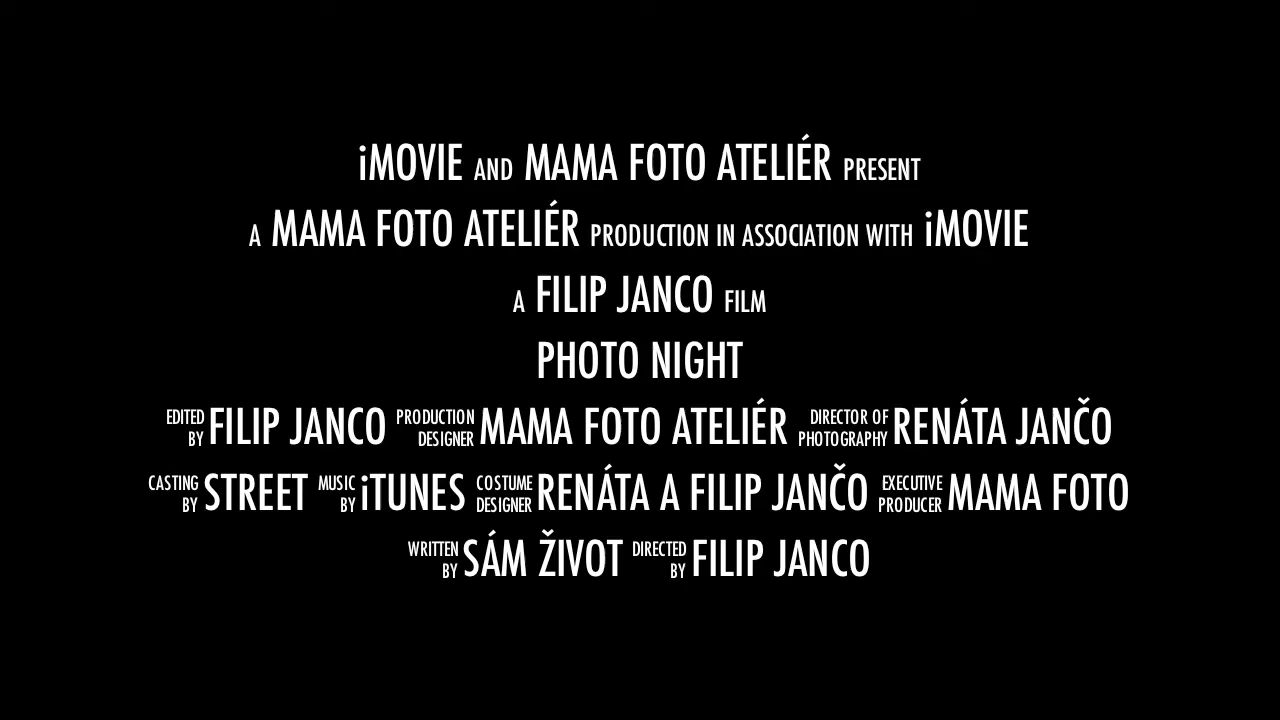 iMOVIE AND MAMA FOTO ATELIÉR PRESENT
A MAMA FOTO ATELIÉR PRODUCTION IN ASSOCIATION WITH iMOVIE
A FILIP JANCO FILM
PHOTO NIGHT
EDITED BY FILIP JANCO PRODUCTION DESIGNER MAMA FOTO ATELIÉR DIRECTOR OF PHOTOGRAPHY RENÁTA JANČO
CASTING BY STREET MUSIC BY iTUNES COSTUME DESIGNER RENÁTA A FILIP JANČO EXECUTIVE PRODUCER MAMA FOTO
WRITTEN BY SÁM ŽIVOT DIRECTED BY FILIP JANCO